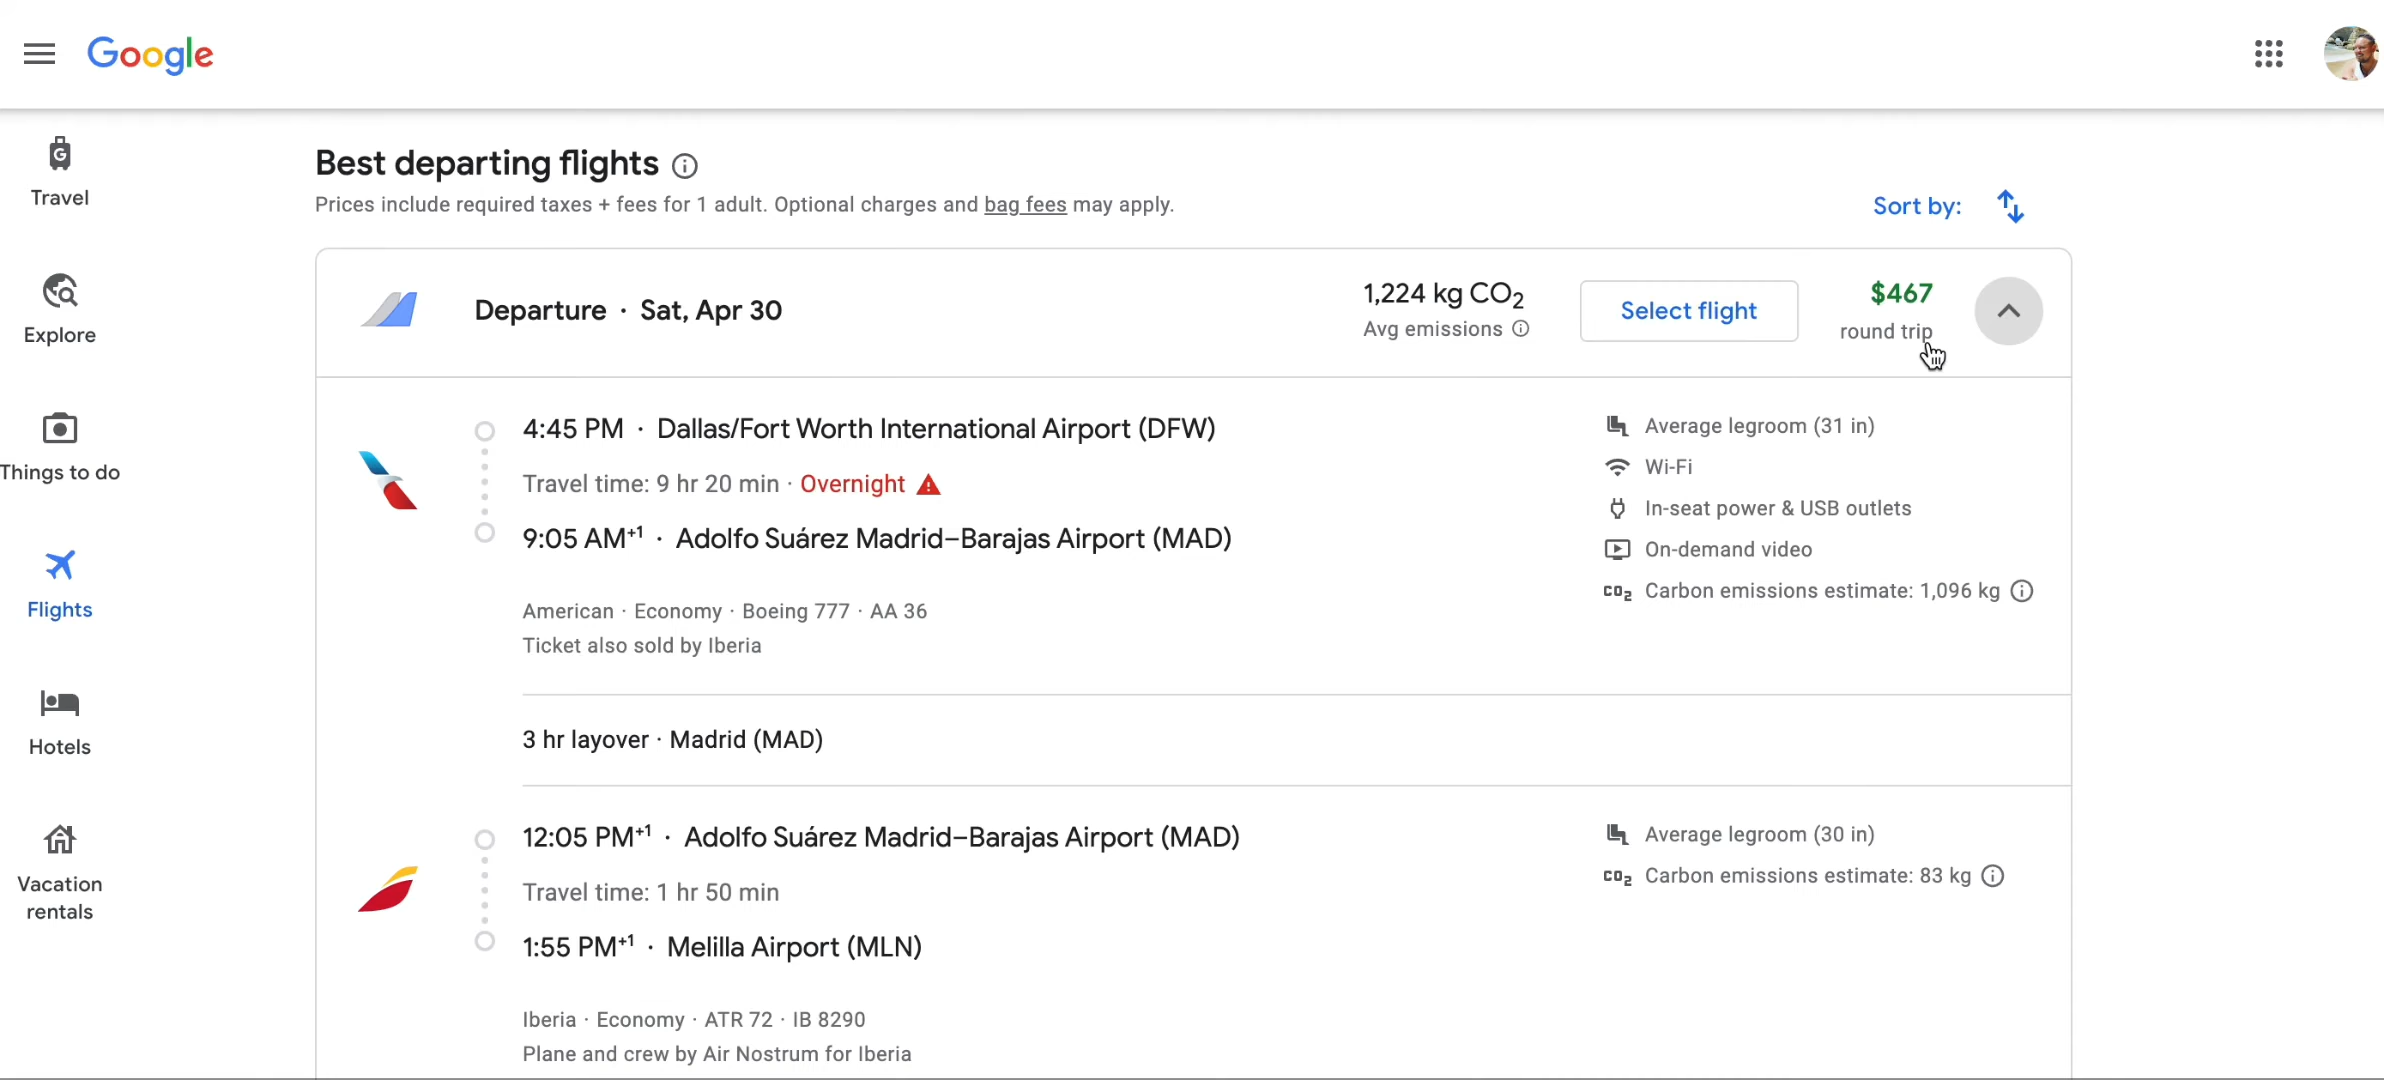 Google
Travel
Explore
Things to do
Flights
Hotels
Vacation
rentals
Best departing flights
Prices include required taxes + fees for 1 adult. Optional charges and bag fees may apply.
Sort by:
Departure · Sat, Apr 30
1,224 kg CO2
Avg emissions
Select flight
$467
round trip
4:45 PM · Dallas/Fort Worth International Airport (DFW)
Travel time: 9 hr 20 min · Overnight
9:05 AM+1 · Adolfo Suárez Madrid–Barajas Airport (MAD)
American · Economy · Boeing 777 · AA 36
Ticket also sold by Iberia
Average legroom (31 in)
Wi-Fi
In-seat power & USB outlets
On-demand video
CO2 Carbon emissions estimate: 1,096 kg
3 hr layover · Madrid (MAD)
12:05 PM+1 · Adolfo Suárez Madrid–Barajas Airport (MAD)
Travel time: 1 hr 50 min
1:55 PM+1 · Melilla Airport (MLN)
Iberia · Economy · ATR 72 · IB 8290
Plane and crew by Air Nostrum for Iberia
Average legroom (30 in)
CO2 Carbon emissions estimate: 83 kg